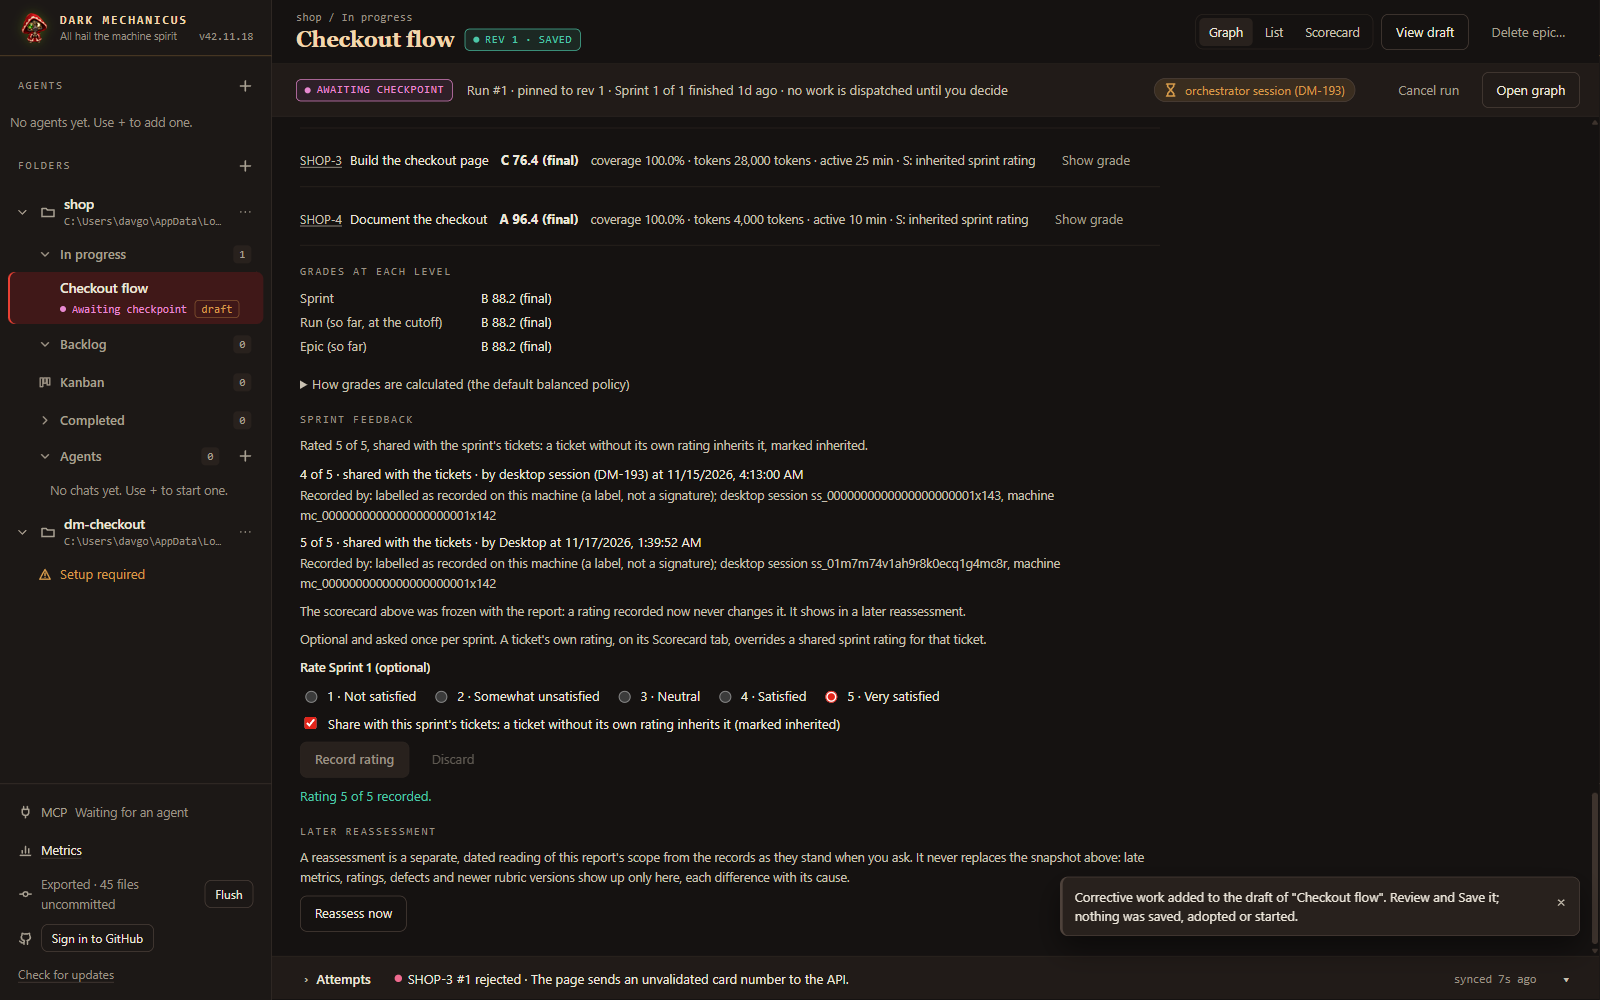 DARK MECHANICUS
All hail the machine spirit v42.11.18
AGENTS
No agents yet. Use + to add one.
FOLDERS
shop
C:\Users\davgo\AppData\Lo…
In progress 1
Checkout flow
Awaiting checkpoint draft
Backlog 0
Kanban 0
Completed 0
Agents 0
No chats yet. Use + to start one.
dm-checkout
C:\Users\davgo\AppData\Lo…
Setup required
MCP Waiting for an agent
Metrics
Exported · 45 files
uncommitted
Flush
Sign in to GitHub
Check for updates
shop / In progress
Checkout flow REV 1 · SAVED
Graph List Scorecard View draft Delete epic…
AWAITING CHECKPOINT Run #1 · pinned to rev 1 · Sprint 1 of 1 finished 1d ago · no work is dispatched until you decide orchestrator session (DM-193) Cancel run Open graph
SHOP-3 Build the checkout page C 76.4 (final) coverage 100.0% · tokens 28,000 tokens · active 25 min · S: inherited sprint rating Show grade
SHOP-4 Document the checkout A 96.4 (final) coverage 100.0% · tokens 4,000 tokens · active 10 min · S: inherited sprint rating Show grade
GRADES AT EACH LEVEL
Sprint B 88.2 (final)
Run (so far, at the cutoff) B 88.2 (final)
Epic (so far) B 88.2 (final)
How grades are calculated (the default balanced policy)
SPRINT FEEDBACK
Rated 5 of 5, shared with the sprint's tickets: a ticket without its own rating inherits it, marked inherited.
4 of 5 · shared with the tickets · by desktop session (DM-193) at 11/15/2026, 4:13:00 AM
Recorded by: labelled as recorded on this machine (a label, not a signature); desktop session ss_0000000000000000000001x143, machine
mc_0000000000000000000001x142
5 of 5 · shared with the tickets · by Desktop at 11/17/2026, 1:39:52 AM
Recorded by: labelled as recorded on this machine (a label, not a signature); desktop session ss_01m7m74v1ah9r8k0ecq1g4mc8r, machine
mc_0000000000000000000001x142
The scorecard above was frozen with the report: a rating recorded now never changes it. It shows in a later reassessment.
Optional and asked once per sprint. A ticket's own rating, on its Scorecard tab, overrides a shared sprint rating for that ticket.
Rate Sprint 1 (optional)
1 · Not satisfied 2 · Somewhat unsatisfied 3 · Neutral 4 · Satisfied 5 · Very satisfied
Share with this sprint's tickets: a ticket without its own rating inherits it (marked inherited)
Record rating Discard
Rating 5 of 5 recorded.
LATER REASSESSMENT
A reassessment is a separate, dated reading of this report's scope from the records as they stand when you ask. It never replaces the snapshot above: late
metrics, ratings, defects and newer rubric versions show up only here, each difference with its cause.
Reassess now
Corrective work added to the draft of "Checkout flow". Review and Save it;
nothing was saved, adopted or started.
Attempts SHOP-3 #1 rejected · The page sends an unvalidated card number to the API. synced 7s ago